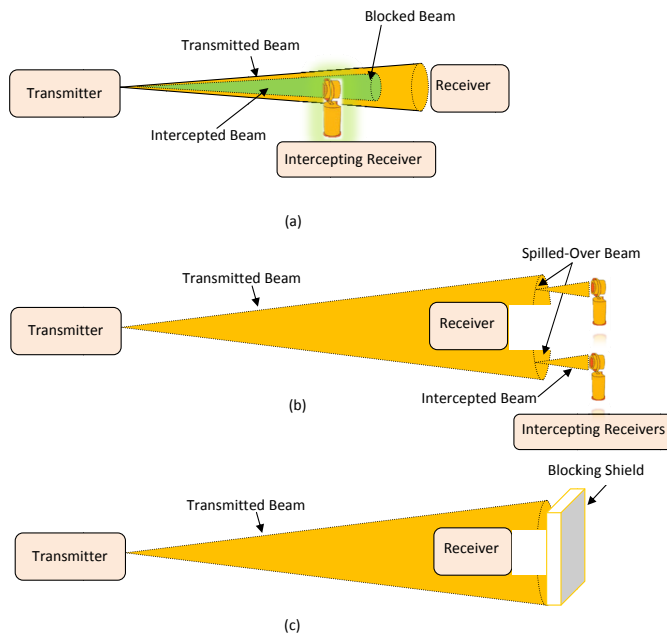 Blocked Beam
Transmitted Beam
Transmitter
Receiver
Intercepted Beam
Intercepting Receiver
(a)
Spilled-Over Beam
Transmitted Beam
Transmitter
Receiver
Intercepted Beam
(b)
Intercepting Receivers
Blocking Shield
Transmitted Beam
Transmitter
Receiver
(c)